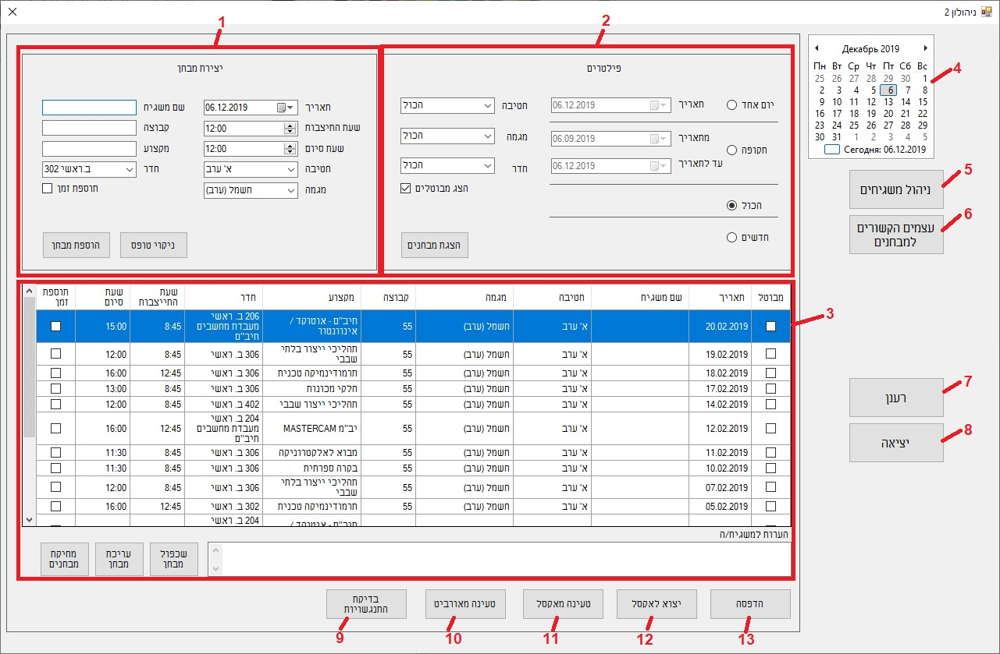 ניהולון 2
1
2
יצירת מבחן
שם משגיח
קבוצה
מקצוע
חדר
ב.ראשי 302
תוספת זמן
תאריך
06.12.2019
שעת התיצבות
12:00
שעת סיום
12:00
חטיבה
א' ערב
מגמה
חשמל (ערב)
הוספת מבחן
ניקוי טופס
פילטרים
יום אחד
תאריך
06.12.2019
תקופה
מתאריך
06.09.2019
עד לתאריך
06.12.2019
הכול
חדשים
חטיבה
הכול
מגמה
הכול
חדר
הכול
הצג מבוטלים
הצגת מבחנים
Декабрь 2019
Пн Вт Ср Чт Пт Сб Вс
25 26 27 28 29 30 1
2 3 4 5 6 7 8
9 10 11 12 13 14 15
16 17 18 19 20 21 22
23 24 25 26 27 28 29
30 31 1 2 3 4 5
Сегодня: 06.12.2019
4
ניהול משגיחים
5
עצמים הקשורים
למבחנים
6
מבוטל תאריך שם משגיח חטיבה מגמה קבוצה מקצוע חדר שעת התייצבות שעת סיום תוספת זמן
20.02.2019 א' ערב חשמל (ערב) 55 תיב"ם - אוטוקד / אינוונטור 206 ב. ראשי מעבדת מחשבים תיב"ם 8:45 15:00
19.02.2019 א' ערב חשמל (ערב) 55 תהליכי ייצור בלתי שבבי 306 ב. ראשי 8:45 12:00
18.02.2019 א' ערב חשמל (ערב) 55 תרמודינמיקה טכנית 306 ב. ראשי 12:45 16:00
17.02.2019 א' ערב חשמל (ערב) 55 חלקי מכונות 306 ב. ראשי 8:45 13:00
14.02.2019 א' ערב חשמל (ערב) 55 תהליכי ייצור שבבי 402 ב. ראשי 8:45 12:00
12.02.2019 א' ערב חשמל (ערב) 55 יב"מ MASTERCAM 204 ב. ראשי מעבדת מחשבים תיב"ם 12:45 16:00
11.02.2019 א' ערב חשמל (ערב) 55 מבוא לאלקטרוניקה 306 ב. ראשי 8:45 11:30
10.02.2019 א' ערב חשמל (ערב) 55 בקרה ספרתית 306 ב. ראשי 8:45 11:30
07.02.2019 א' ערב חשמל (ערב) 55 תהליכי ייצור בלתי שבבי 306 ב. ראשי 8:45 12:00
05.02.2019 א' ערב חשמל (ערב) 55 תרמודינמיקה טכנית 302 ב. ראשי 12:45 16:00
204 ב. ראשי
3
הערות למשגיח/ה
שכפול
מבחן
עריכת
מבחן
מחיקת
מבחנים
רענן
7
יציאה
8
הדפסה
יצוא לאקסל
טעינה מאקסל
טעינה מאורביט
בדיקת
התנגשויות
9
10
11
12
13